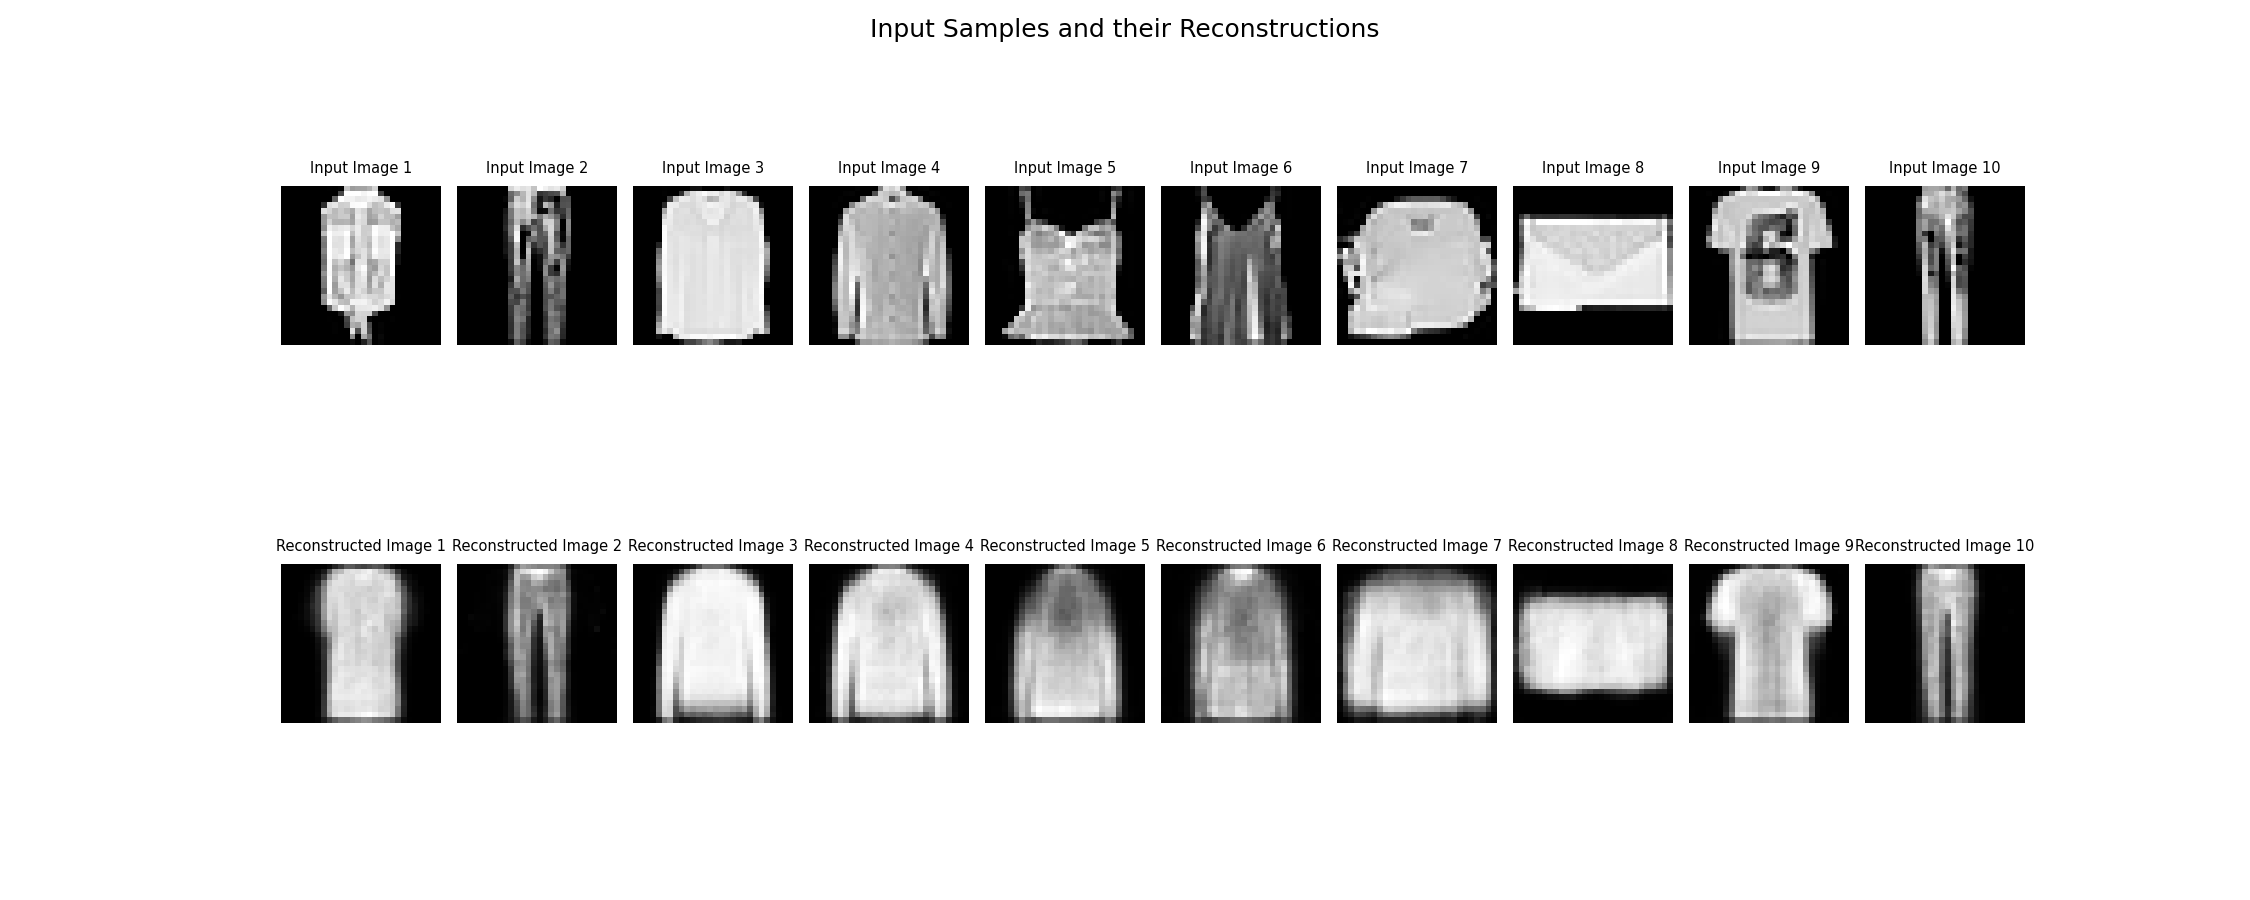 Input Samples and their Reconstructions
Input Image 1 Input Image 2 Input Image 3 Input Image 4 Input Image 5 Input Image 6 Input Image 7 Input Image 8 Input Image 9 Input Image 10
6
Reconstructed Image 1 Reconstructed Image 2 Reconstructed Image 3 Reconstructed Image 4 Reconstructed Image 5 Reconstructed Image 6 Reconstructed Image 7 Reconstructed Image 8 Reconstructed Image 9 Reconstructed Image 10